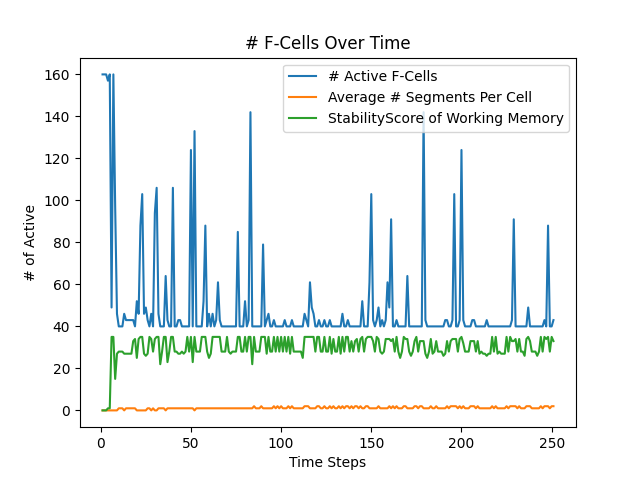 # F-Cells Over Time
# of Active
160
140
120
100
80
60
40
20
0
# Active F-Cells
Average # Segments Per Cell
StabilityScore of Working Memory
0
50
100
150
200
250
Time Steps